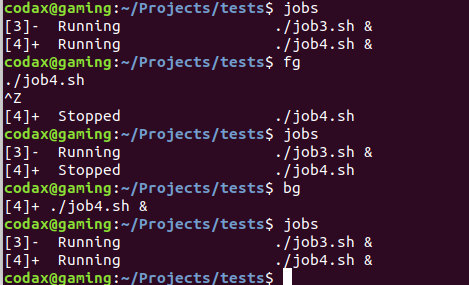 codax@gaming:~/Projects/tests$ jobs
[3]-  Running                 ./job3.sh &
[4]+  Running                 ./job4.sh &
codax@gaming:~/Projects/tests$ fg
./job4.sh
^Z
[4]+  Stopped                 ./job4.sh
codax@gaming:~/Projects/tests$ jobs
[3]-  Running                 ./job3.sh &
[4]+  Stopped                 ./job4.sh
codax@gaming:~/Projects/tests$ bg
[4]+ ./job4.sh &
codax@gaming:~/Projects/tests$ jobs
[3]-  Running                 ./job3.sh &
[4]+  Running                 ./job4.sh &
codax@gaming:~/Projects/tests$